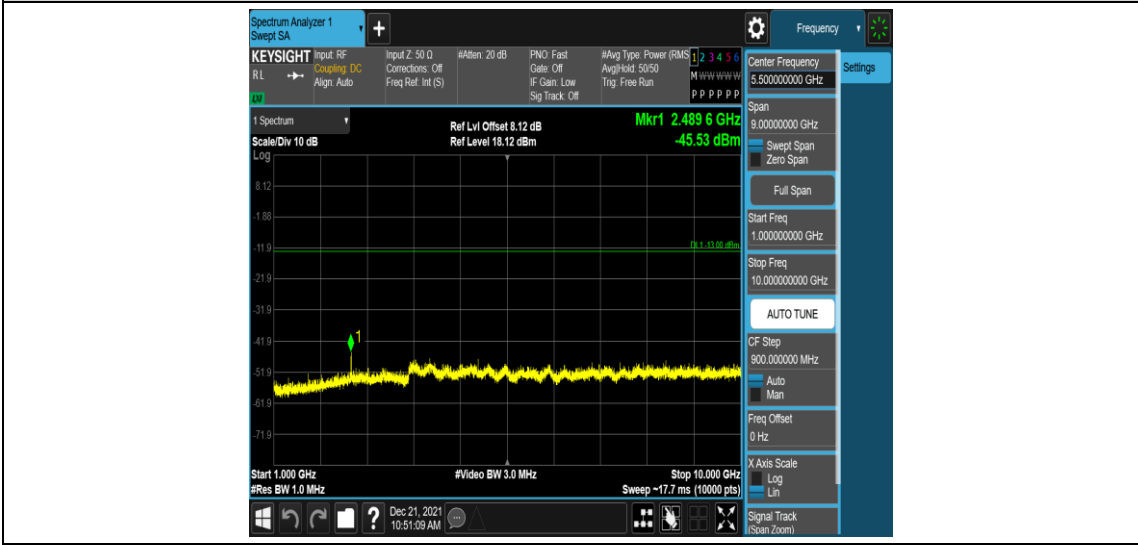 Spectrum Analyzer 1
Swept SA
+
Frequency
KEYSIGHT
R L
Input: RF
Coupling: DC
Align: Auto
Input Z: 50 Ω
Corrections: Off
Freq Ref: Int (S)
#Atten: 20 dB
PNO: Fast
Gate: Off
IF Gain: Low
Sig Track: Off
#Avg Type: Power (RMS
Avg|Hold: 50/50
Trig: Free Run
1 2 3 4 5 6
M W W W W W
P P P P P P
1 Spectrum
Scale/Div 10 dB
Log
Ref Lvl Offset 8.12 dB
Ref Level 18.12 dBm
Mkr1 2.489 6 GHz
-45.53 dBm
8.12
-1.88
-11.9
DL1 -13.00 dBm
-21.9
-31.9
-41.9
1
-51.9
-61.9
-71.9
Start 1.000 GHz
#Res BW 1.0 MHz
#Video BW 3.0 MHz
Stop 10.000 GHz
Sweep ~17.7 ms (10000 pts)
?
Dec 21, 2021
10:51:09 AM
Center Frequency
5.500000000 GHz
Settings
Span
9.00000000 GHz
Swept Span
Zero Span
Full Span
Start Freq
1.000000000 GHz
Stop Freq
10.000000000 GHz
AUTO TUNE
CF Step
900.000000 MHz
Auto
Man
Freq Offset
0 Hz
X Axis Scale
Log
Lin
Signal Track
(Span Zoom)